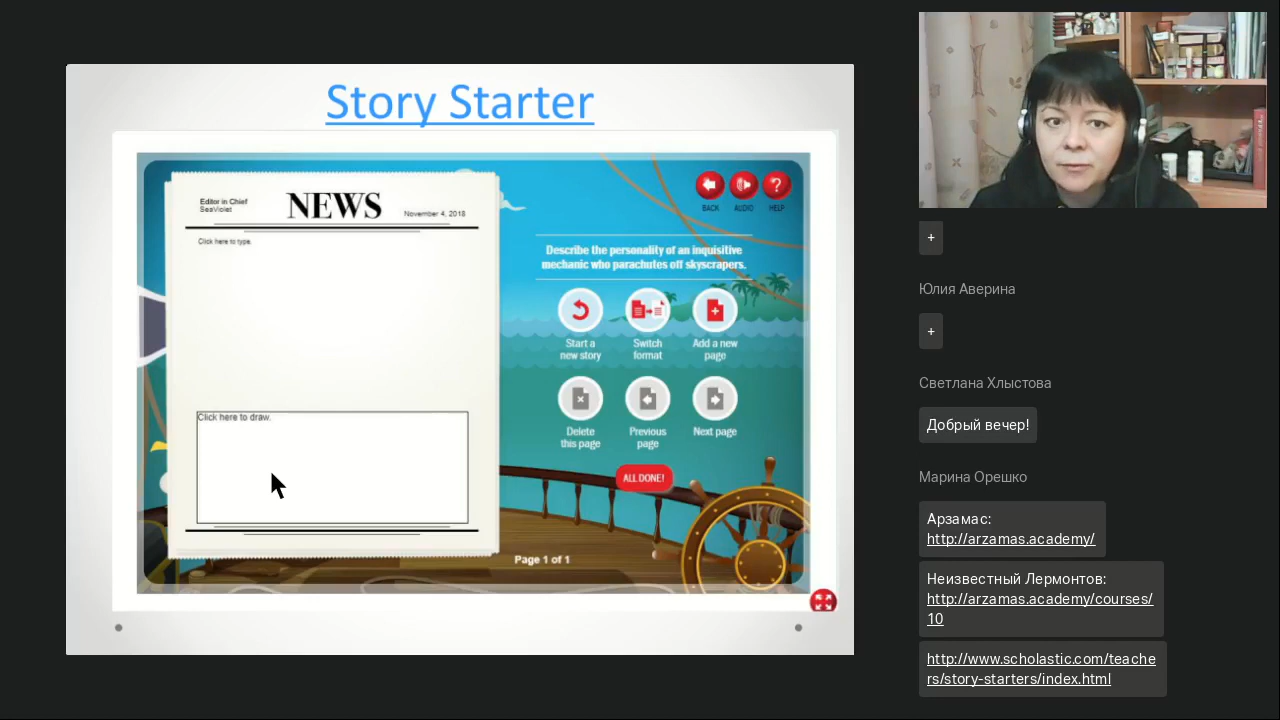 Story Starter
Editor in Chief
SeaViolet
NEWS
November 4, 2018
Click here to type.
Click here to draw.
BACK
AUDIO
HELP
Describe the personality of an inquisitive
mechanic who parachutes off skyscrapers.
Start a
new story
Switch
format
Add a new
page
Delete
this page
Previous
page
Next page
ALL DONE!
Page 1 of 1
+
Юлия Аверина
+
Светлана Хлыстова
Добрый вечер!
Марина Орешко
Арзамас:
http://arzamas.academy/
Неизвестный Лермонтов:
http://arzamas.academy/courses/
10
http://www.scholastic.com/teache
rs/story-starters/index.html